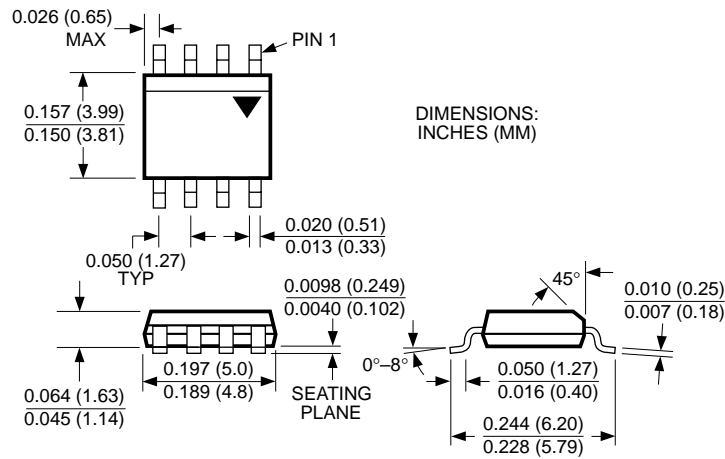 0.026 (0.65)
MAX
PIN 1
0.157 (3.99)
0.150 (3.81)
DIMENSIONS:
INCHES (MM)
0.050 (1.27)
TYP
0.020 (0.51)
0.013 (0.33)
0.0098 (0.249)
0.0040 (0.102)
45°
0.010 (0.25)
0.007 (0.18)
0°–8°
0.064 (1.63)
0.045 (1.14)
0.197 (5.0)
0.189 (4.8)
SEATING
PLANE
0.050 (1.27)
0.016 (0.40)
0.244 (6.20)
0.228 (5.79)